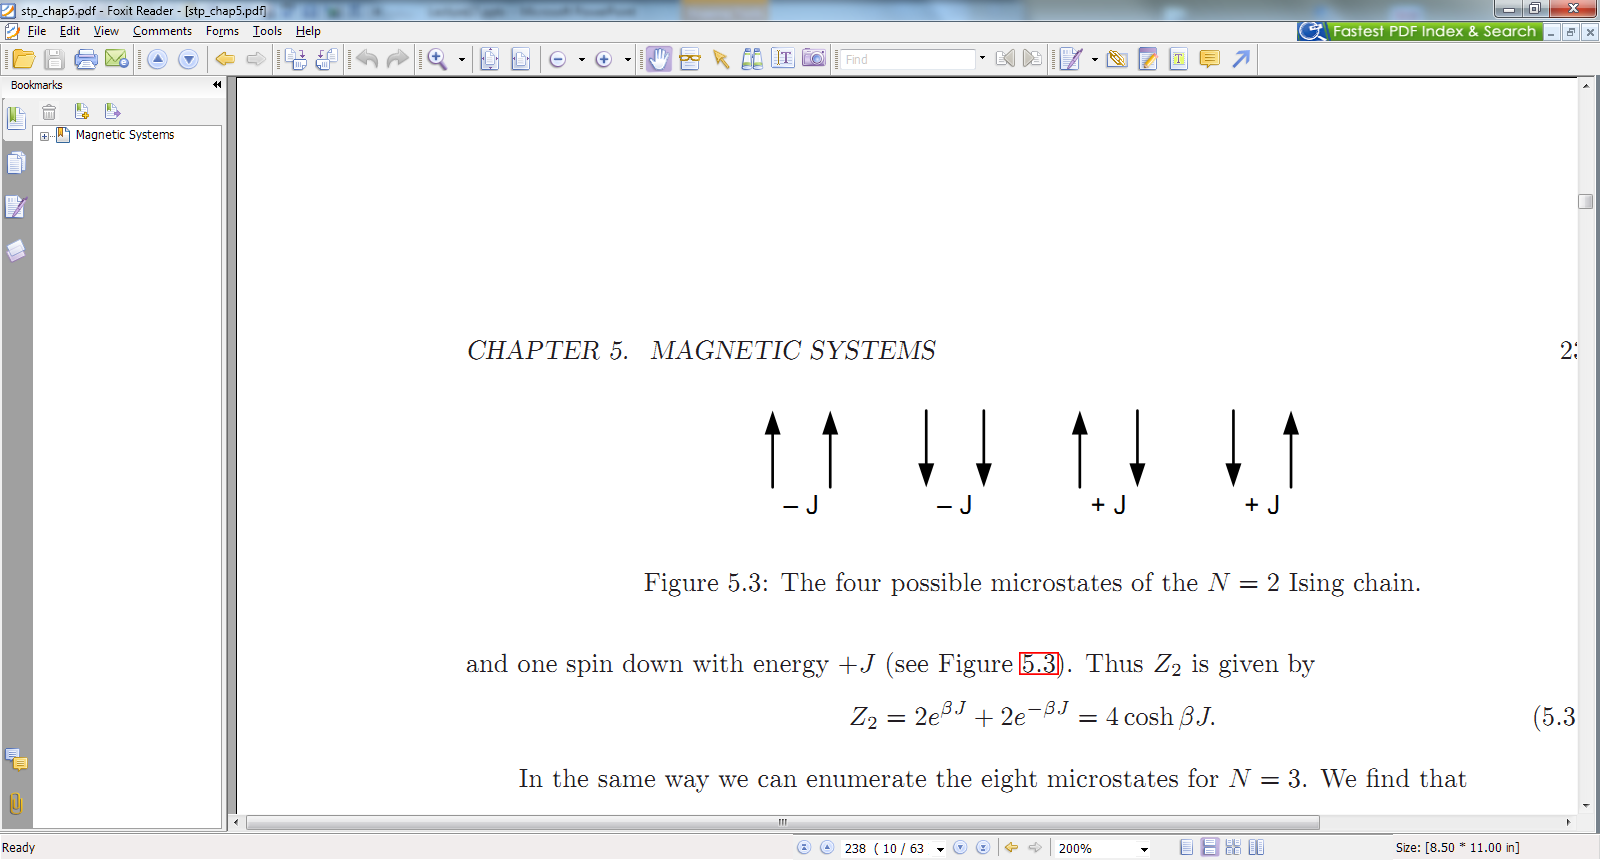 stp_chap5.pdf - Foxit Reader - [stp_chap5.pdf]
File Edit View Comments Forms Tools Help
Fastest PDF Index & Search
Find
Bookmarks
Magnetic Systems
CHAPTER 5. MAGNETIC SYSTEMS
– J – J + J + J
Figure 5.3: The four possible microstates of the N = 2 Ising chain.
and one spin down with energy +J (see Figure 5.3). Thus Z₂ is given by
Z₂ = 2e^{βJ} + 2e^{−βJ} = 4 cosh βJ. (5.3
In the same way we can enumerate the eight microstates for N = 3. We find that
Ready
238 ( 10 / 63
200%
Size: [8.50 * 11.00 in]